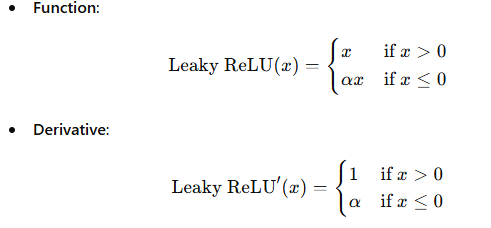 • Function:
Leaky ReLU(x) = { x if x > 0
αx if x ≤ 0
• Derivative:
Leaky ReLU′(x) = { 1 if x > 0
α if x ≤ 0